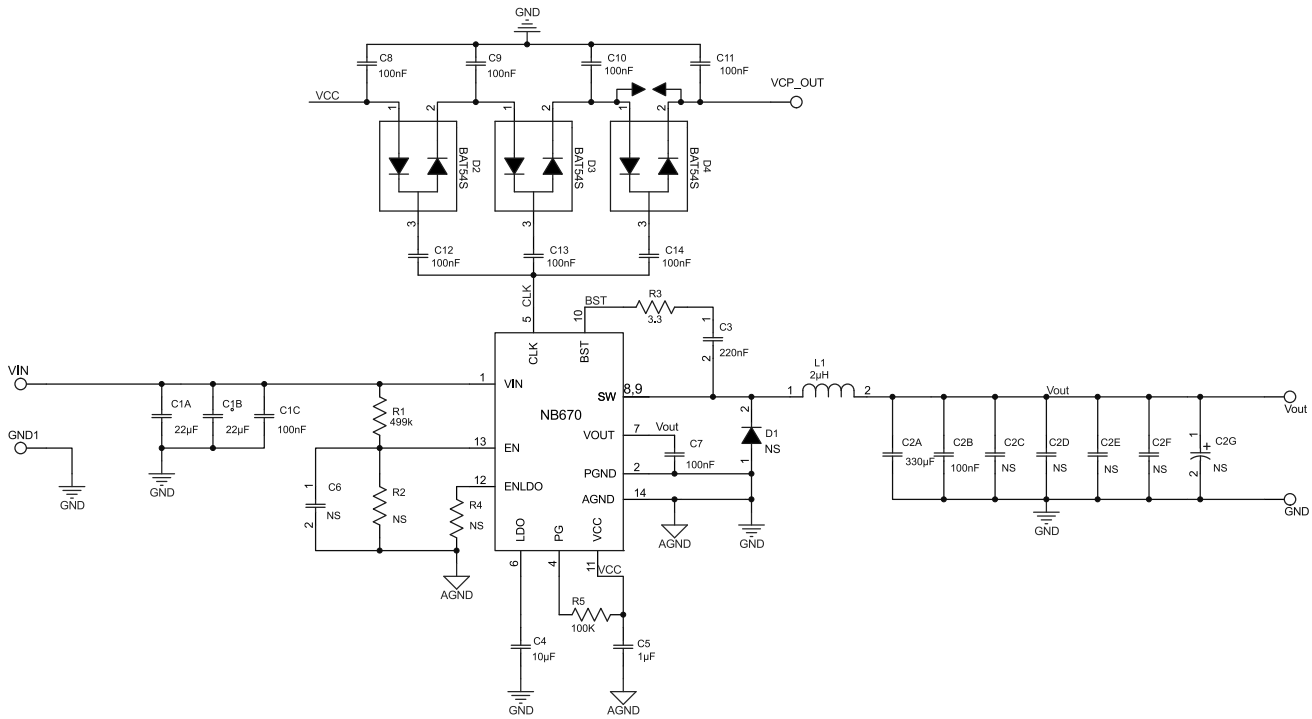 GND
C8
100nF
C9
100nF
C10
100nF
C11
100nF
VCP_OUT
VCC
1
2
1
2
1
2
D2
BAT54S
D3
BAT54S
D4
BAT54S
3
3
3
C12
100nF
C13
100nF
C14
100nF
CLK
5
BST
10
R3
3.3
1
C3
220nF
2
CLK
BST
VIN
1
VIN
SW
8,9
L1
2µH
1
2
Vout
Vout
C1A
22µF
C1B
22µF
C1C
100nF
R1
499k
NB670
GND1
13
EN
VOUT
7
Vout
C7
100nF
2
D1
NS
1
C2A
330µF
C2B
100nF
C2C
NS
C2D
NS
C2E
NS
C2F
NS
1
+
C2G
NS
2
GND
GND
C6
1
NS
2
R2
NS
12
ENLDO
R4
NS
PGND
2
AGND
14
LDO
PG
VCC
AGND
GND
GND
GND
6
4
11
VCC
AGND
R5
100K
C4
10µF
C5
1µF
GND
AGND